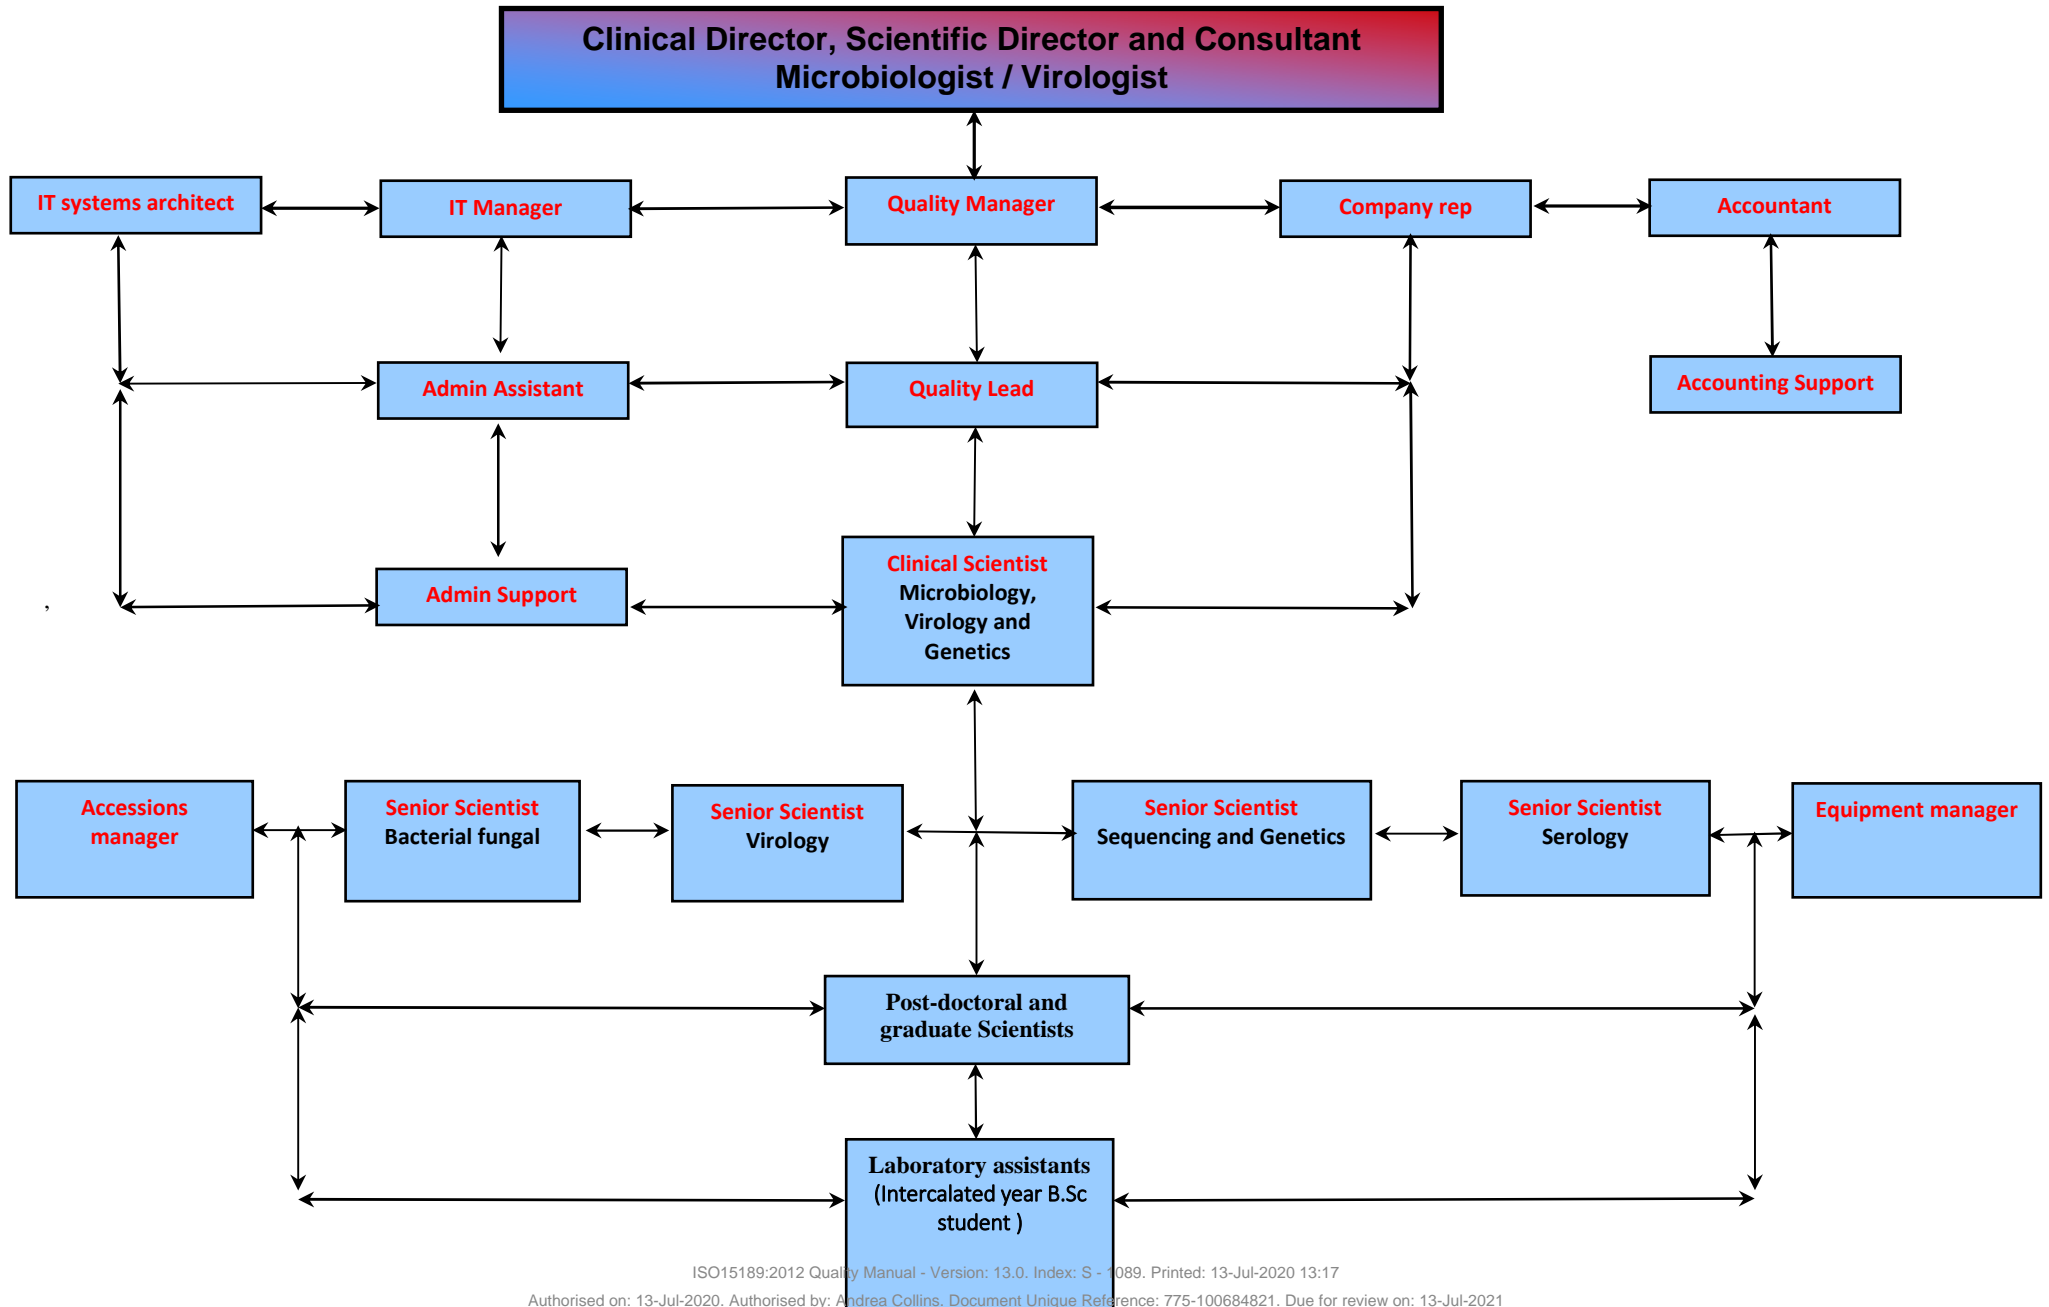 Clinical Director, Scientific Director and Consultant
Microbiologist / Virologist
IT systems architect
IT Manager
Quality Manager
Company rep
Accountant
Admin Assistant
Quality Lead
Accounting Support
Clinical Scientist
Microbiology,
Virology and
Genetics
Admin Support
,
Accessions
manager
Senior Scientist
Bacterial fungal
Senior Scientist
Virology
Senior Scientist
Sequencing and Genetics
Senior Scientist
Serology
Equipment manager
Post-doctoral and
graduate Scientists
Laboratory assistants
(Intercalated year B.Sc
student )
ISO15189:2012 Quality Manual - Version: 13.0. Index: S - 1089. Printed: 13-Jul-2020 13:17
Authorised on: 13-Jul-2020. Authorised by: Andrea Collins. Document Unique Reference: 775-100684821. Due for review on: 13-Jul-2021